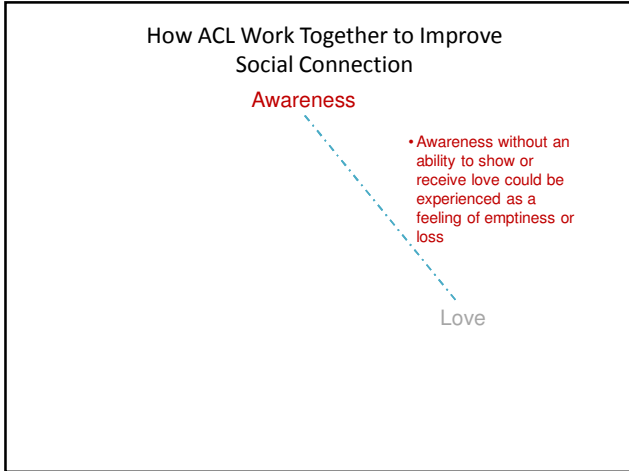 How ACL Work Together to Improve
Social Connection
Awareness
• Awareness without an
ability to show or
receive love could be
experienced as a
feeling of emptiness or
loss
Love